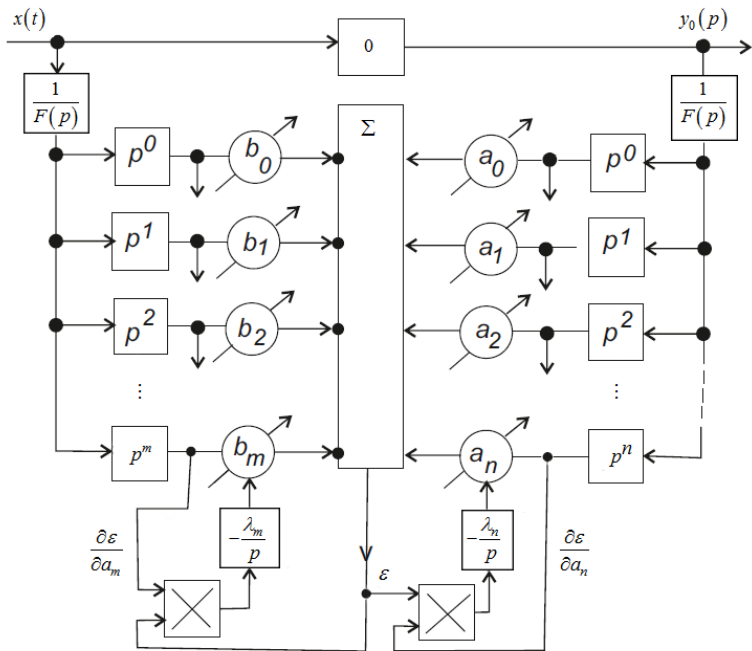 x(t) y₀(p)
0
1/F(p) Σ 1/F(p)
p⁰ b₀ a₀ p⁰
p¹ b₁ a₁ p¹
p² b₂ a₂ p²
⋮ ⋮
pᵐ bₘ aₙ pⁿ
∂ε/∂aₘ -λₘ/p -λₙ/p ∂ε/∂aₙ
ε